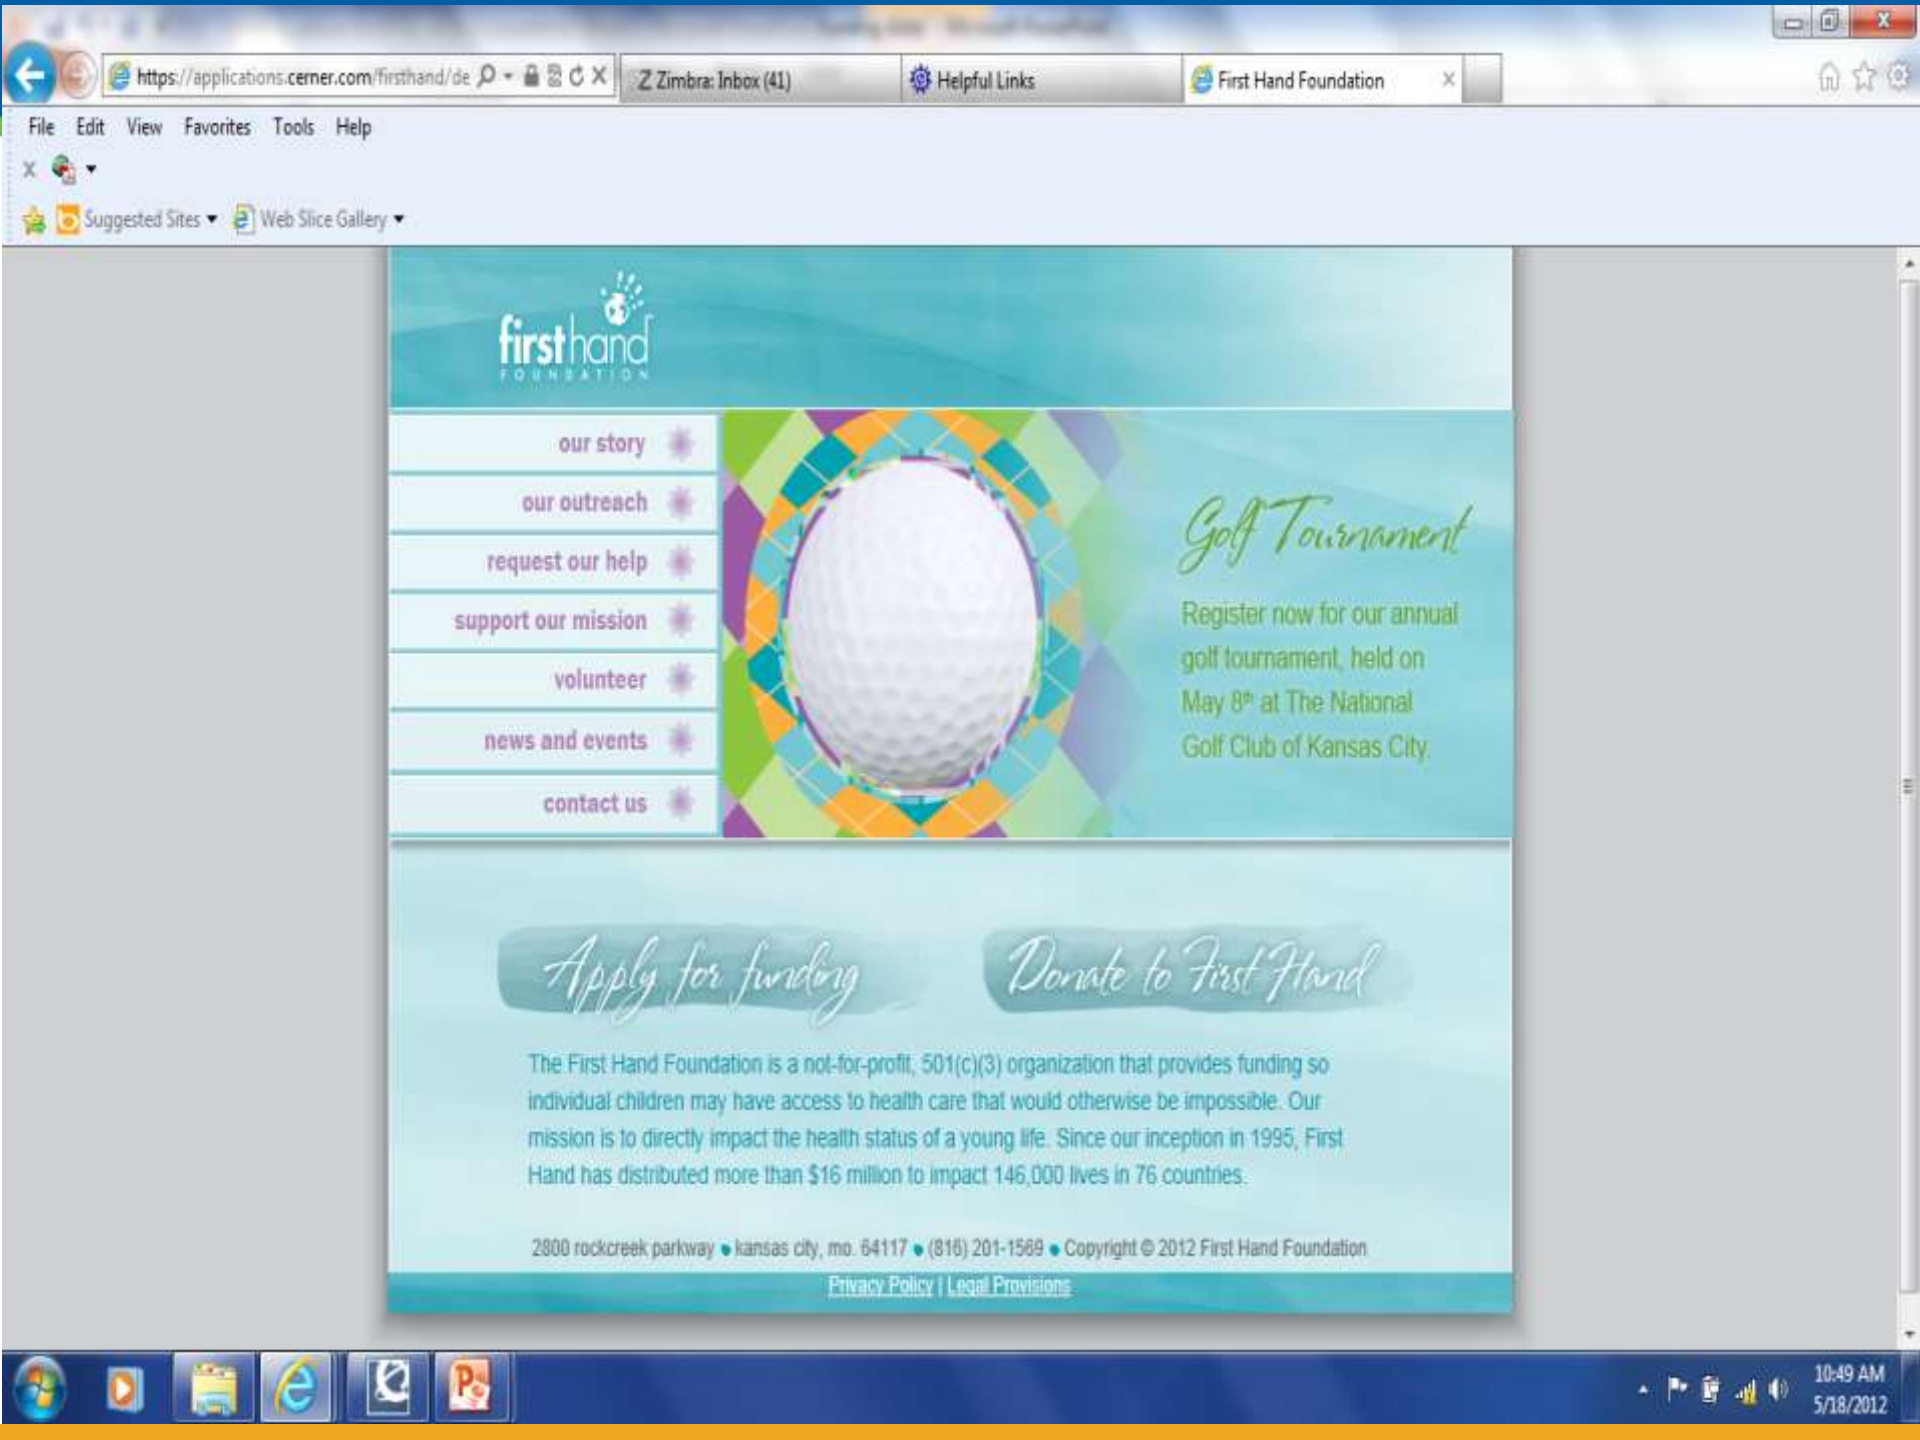 https://applications.cerner.com/firsthand/de
Z Zimbra: Inbox (41)
Helpful Links
First Hand Foundation
File Edit View Favorites Tools Help
Suggested Sites
Web Slice Gallery
firsthand
FOUNDATION
our story
our outreach
request our help
support our mission
volunteer
news and events
contact us
Golf Tournament
Register now for our annual
golf tournament, held on
May 8th at The National
Golf Club of Kansas City.
Apply for funding
Donate to First Hand
The First Hand Foundation is a not-for-profit, 501(c)(3) organization that provides funding so
individual children may have access to health care that would otherwise be impossible. Our
mission is to directly impact the health status of a young life. Since our inception in 1995, First
Hand has distributed more than $16 million to impact 146,000 lives in 76 countries.
2800 rockcreek parkway • kansas city, mo. 64117 • (816) 201-1569 • Copyright © 2012 First Hand Foundation
Privacy Policy | Legal Provisions
10:49 AM
5/18/2012